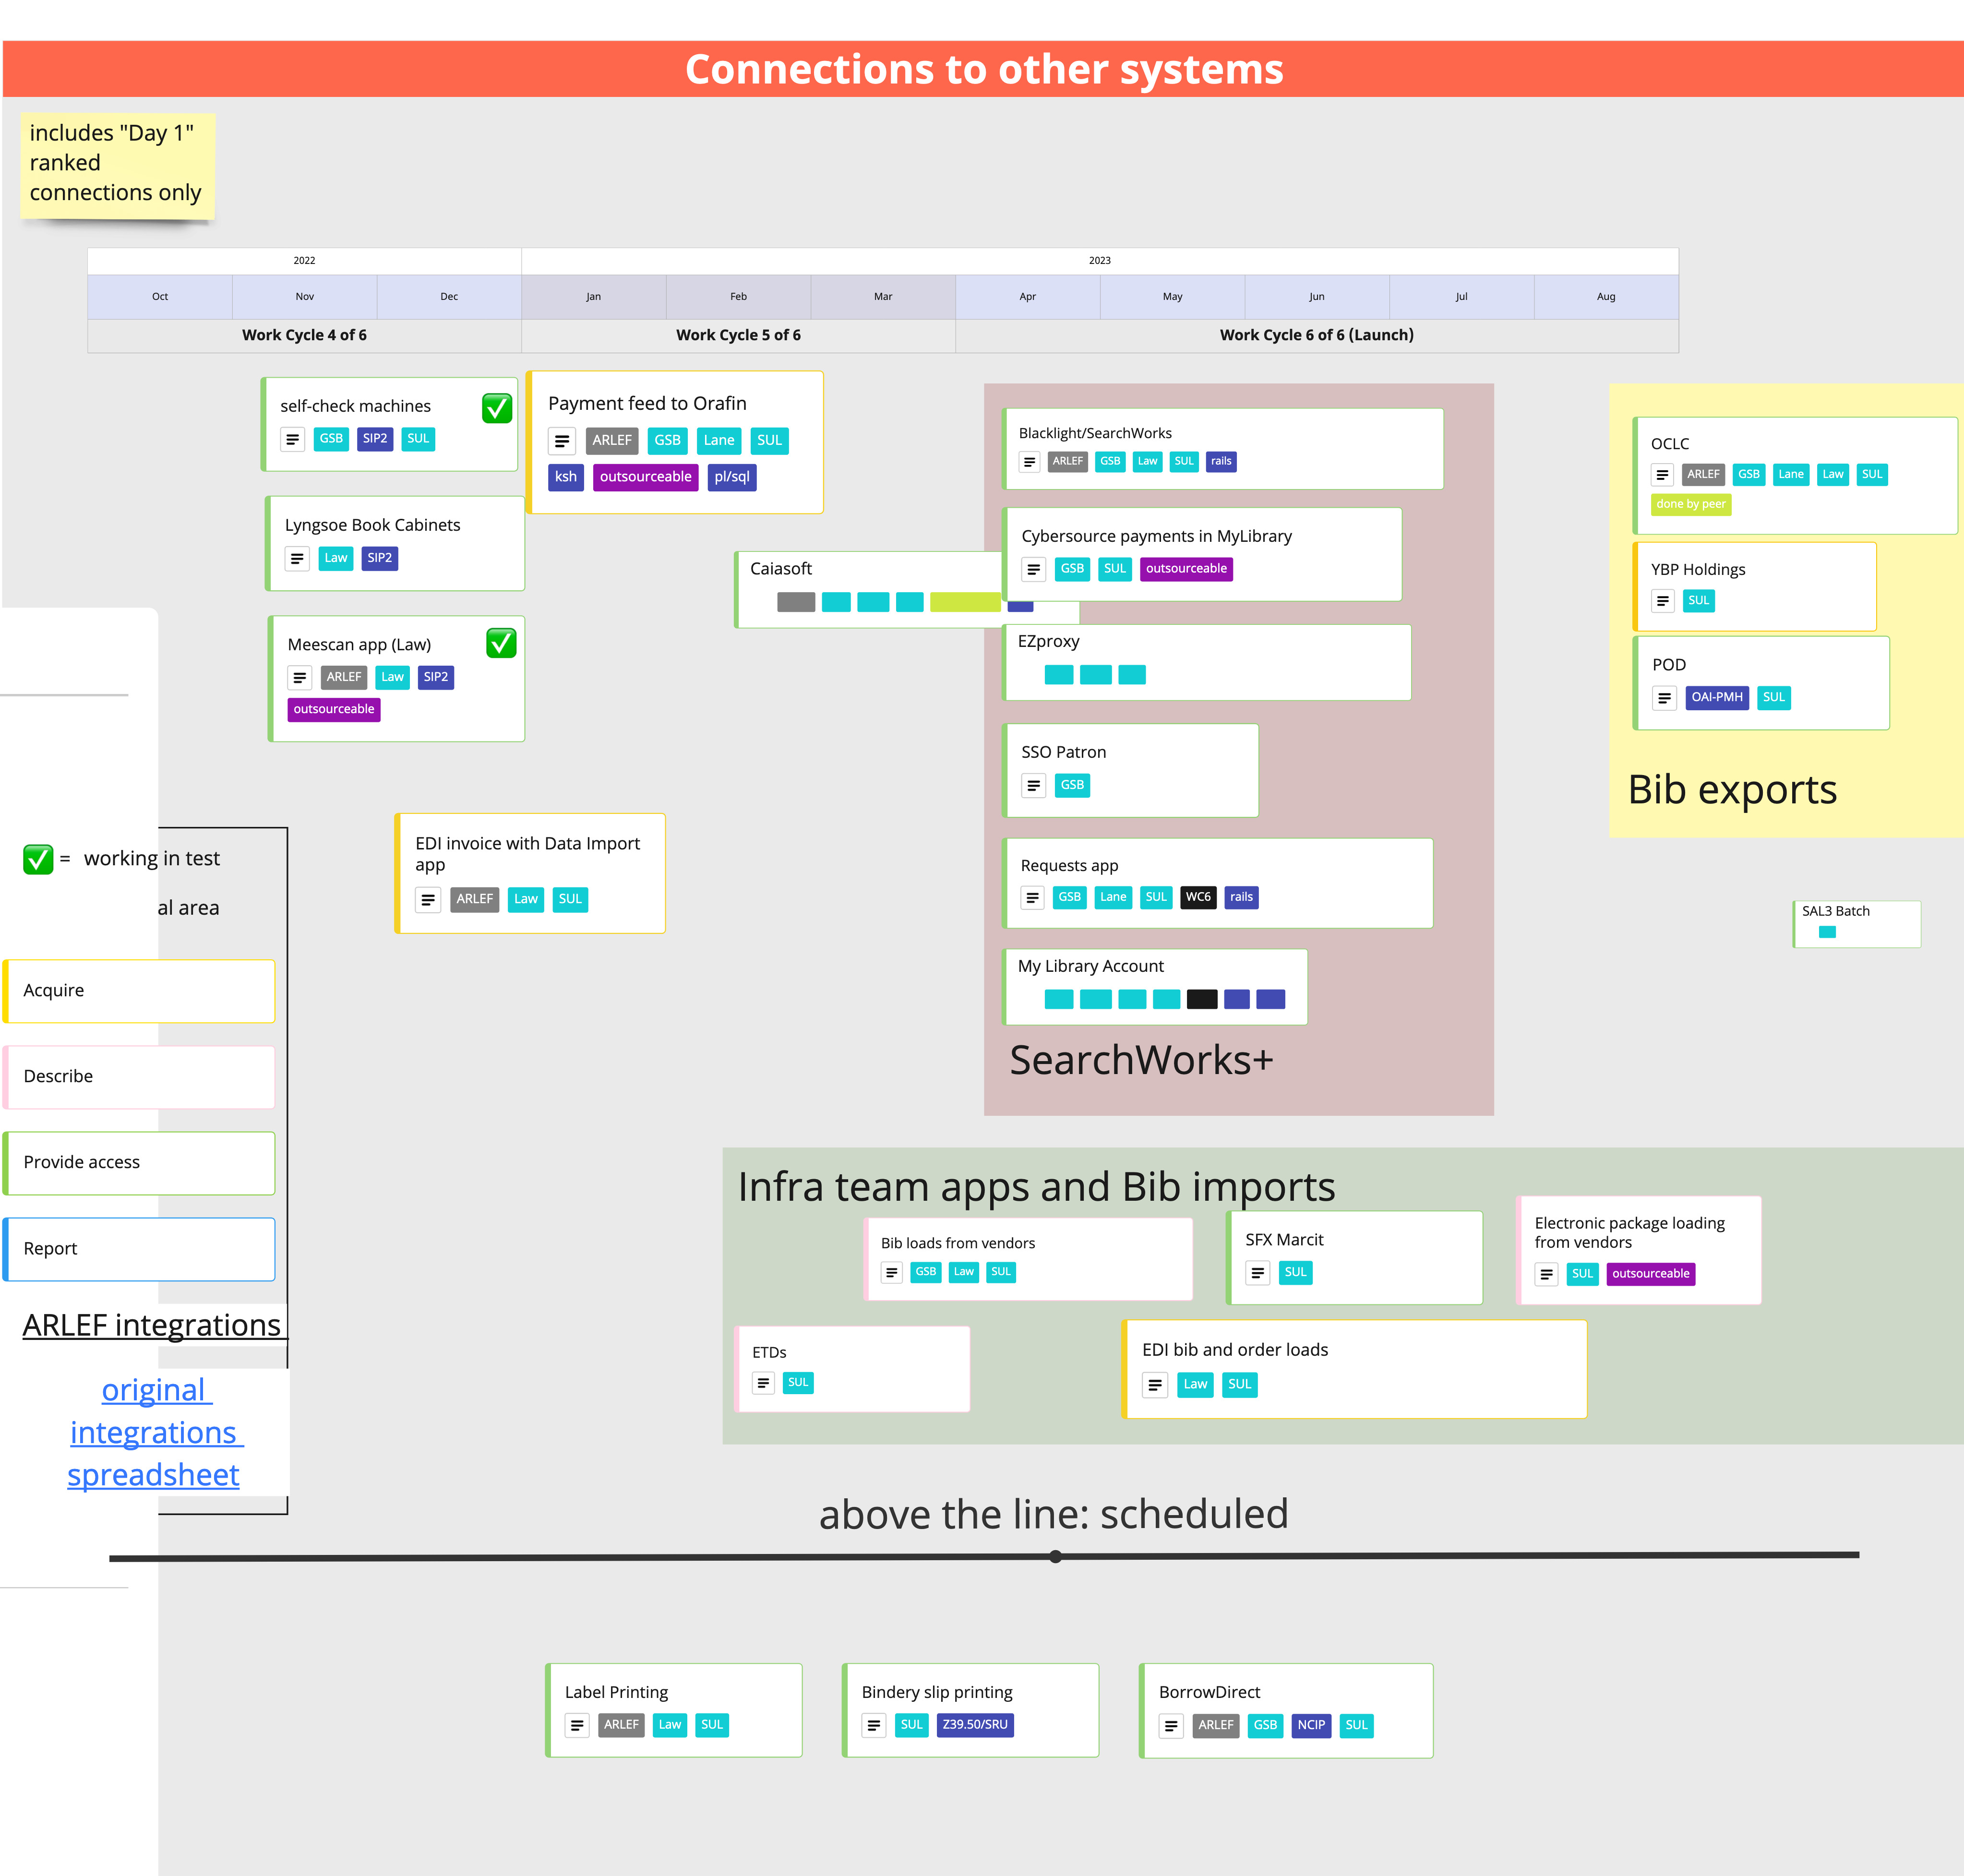 Connections to other systems
includes "Day 1"
ranked
connections only
2022
2023
Oct
Nov
Dec
Jan
Feb
Mar
Apr
May
Jun
Jul
Aug
Work Cycle 4 of 6
Work Cycle 5 of 6
Work Cycle 6 of 6 (Launch)
self-check machines
GSB SIP2 SUL
Lyngsoe Book Cabinets
Law SIP2
Meescan app (Law)
ARLEF Law SIP2
outsourceable
Payment feed to Orafin
ARLEF GSB Lane SUL
ksh outsourceable pl/sql
Caiasoft
EDI invoice with Data Import
app
ARLEF Law SUL
Blacklight/SearchWorks
ARLEF GSB Law SUL rails
Cybersource payments in MyLibrary
GSB SUL outsourceable
EZproxy
SSO Patron
GSB
Requests app
GSB Lane SUL WC6 rails
My Library Account
SearchWorks+
OCLC
ARLEF GSB Lane Law SUL
done by peer
YBP Holdings
SUL
POD
OAI-PMH SUL
Bib exports
SAL3 Batch
= working in test
al area
Acquire
Describe
Provide access
Report
ARLEF integrations
original
integrations
spreadsheet
Infra team apps and Bib imports
Bib loads from vendors
GSB Law SUL
SFX Marcit
SUL
Electronic package loading
from vendors
SUL outsourceable
ETDs
SUL
EDI bib and order loads
Law SUL
above the line: scheduled
Label Printing
ARLEF Law SUL
Bindery slip printing
SUL Z39.50/SRU
BorrowDirect
ARLEF GSB NCIP SUL